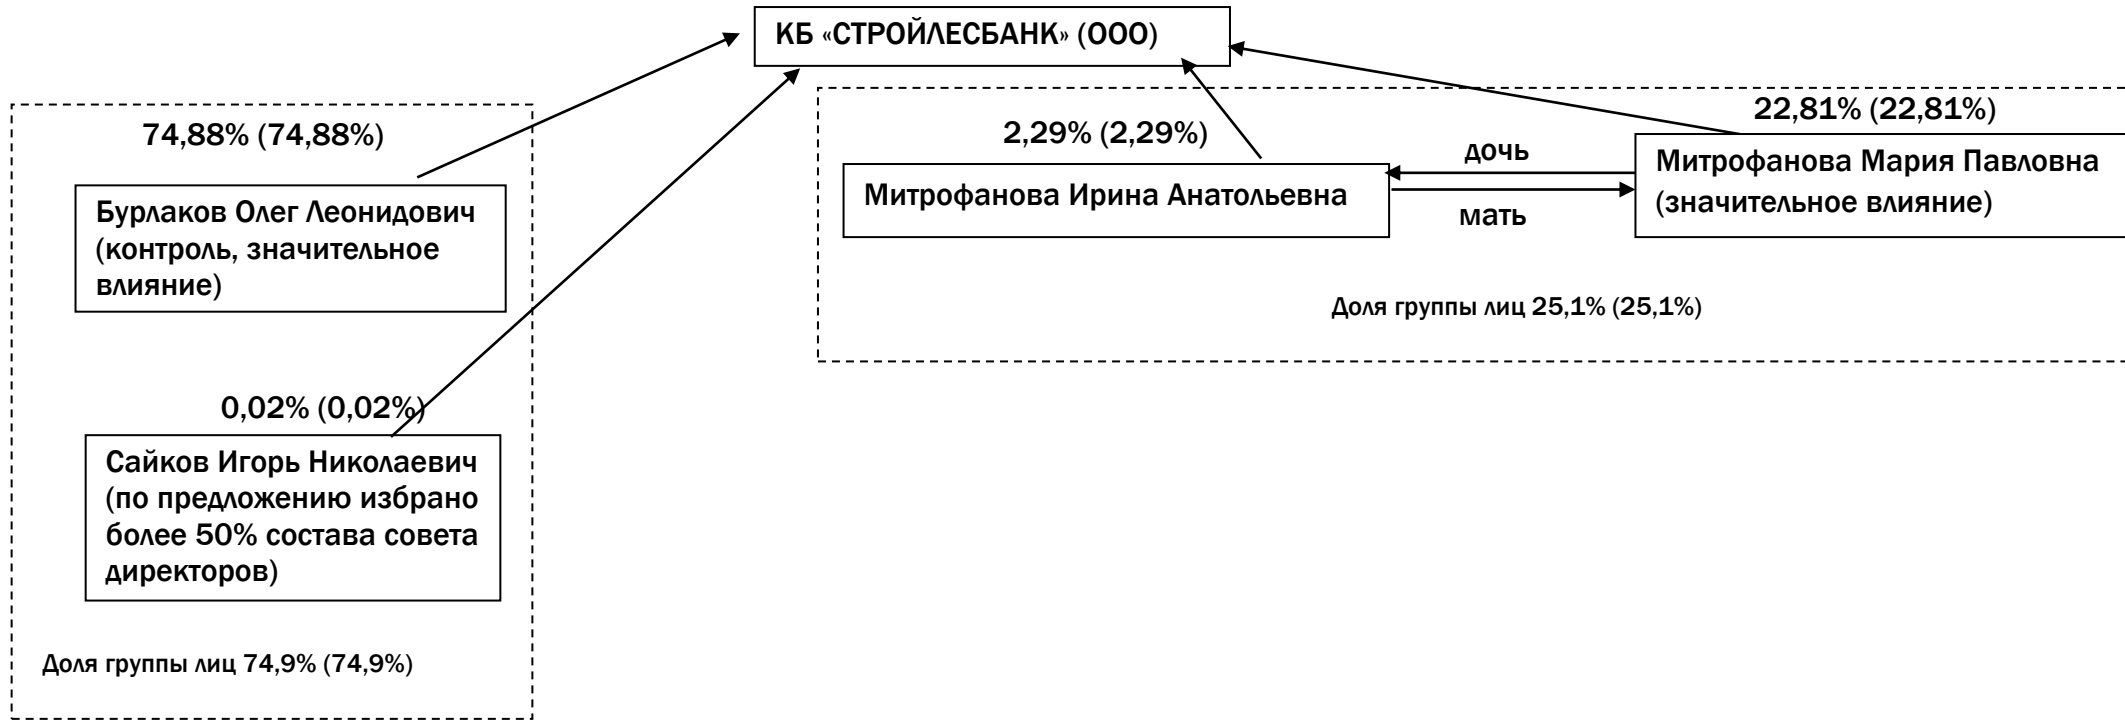 КБ «СТРОЙЛЕСБАНК» (ООО)
74,88% (74,88%)
Бурлаков Олег Леонидович
(контроль, значительное
влияние)
0,02% (0,02%)
Сайков Игорь Николаевич
(по предложению избрано
более 50% состава совета
директоров)
Доля группы лиц 74,9% (74,9%)
2,29% (2,29%)
Митрофанова Ирина Анатольевна
дочь
мать
22,81% (22,81%)
Митрофанова Мария Павловна
(значительное влияние)
Доля группы лиц 25,1% (25,1%)